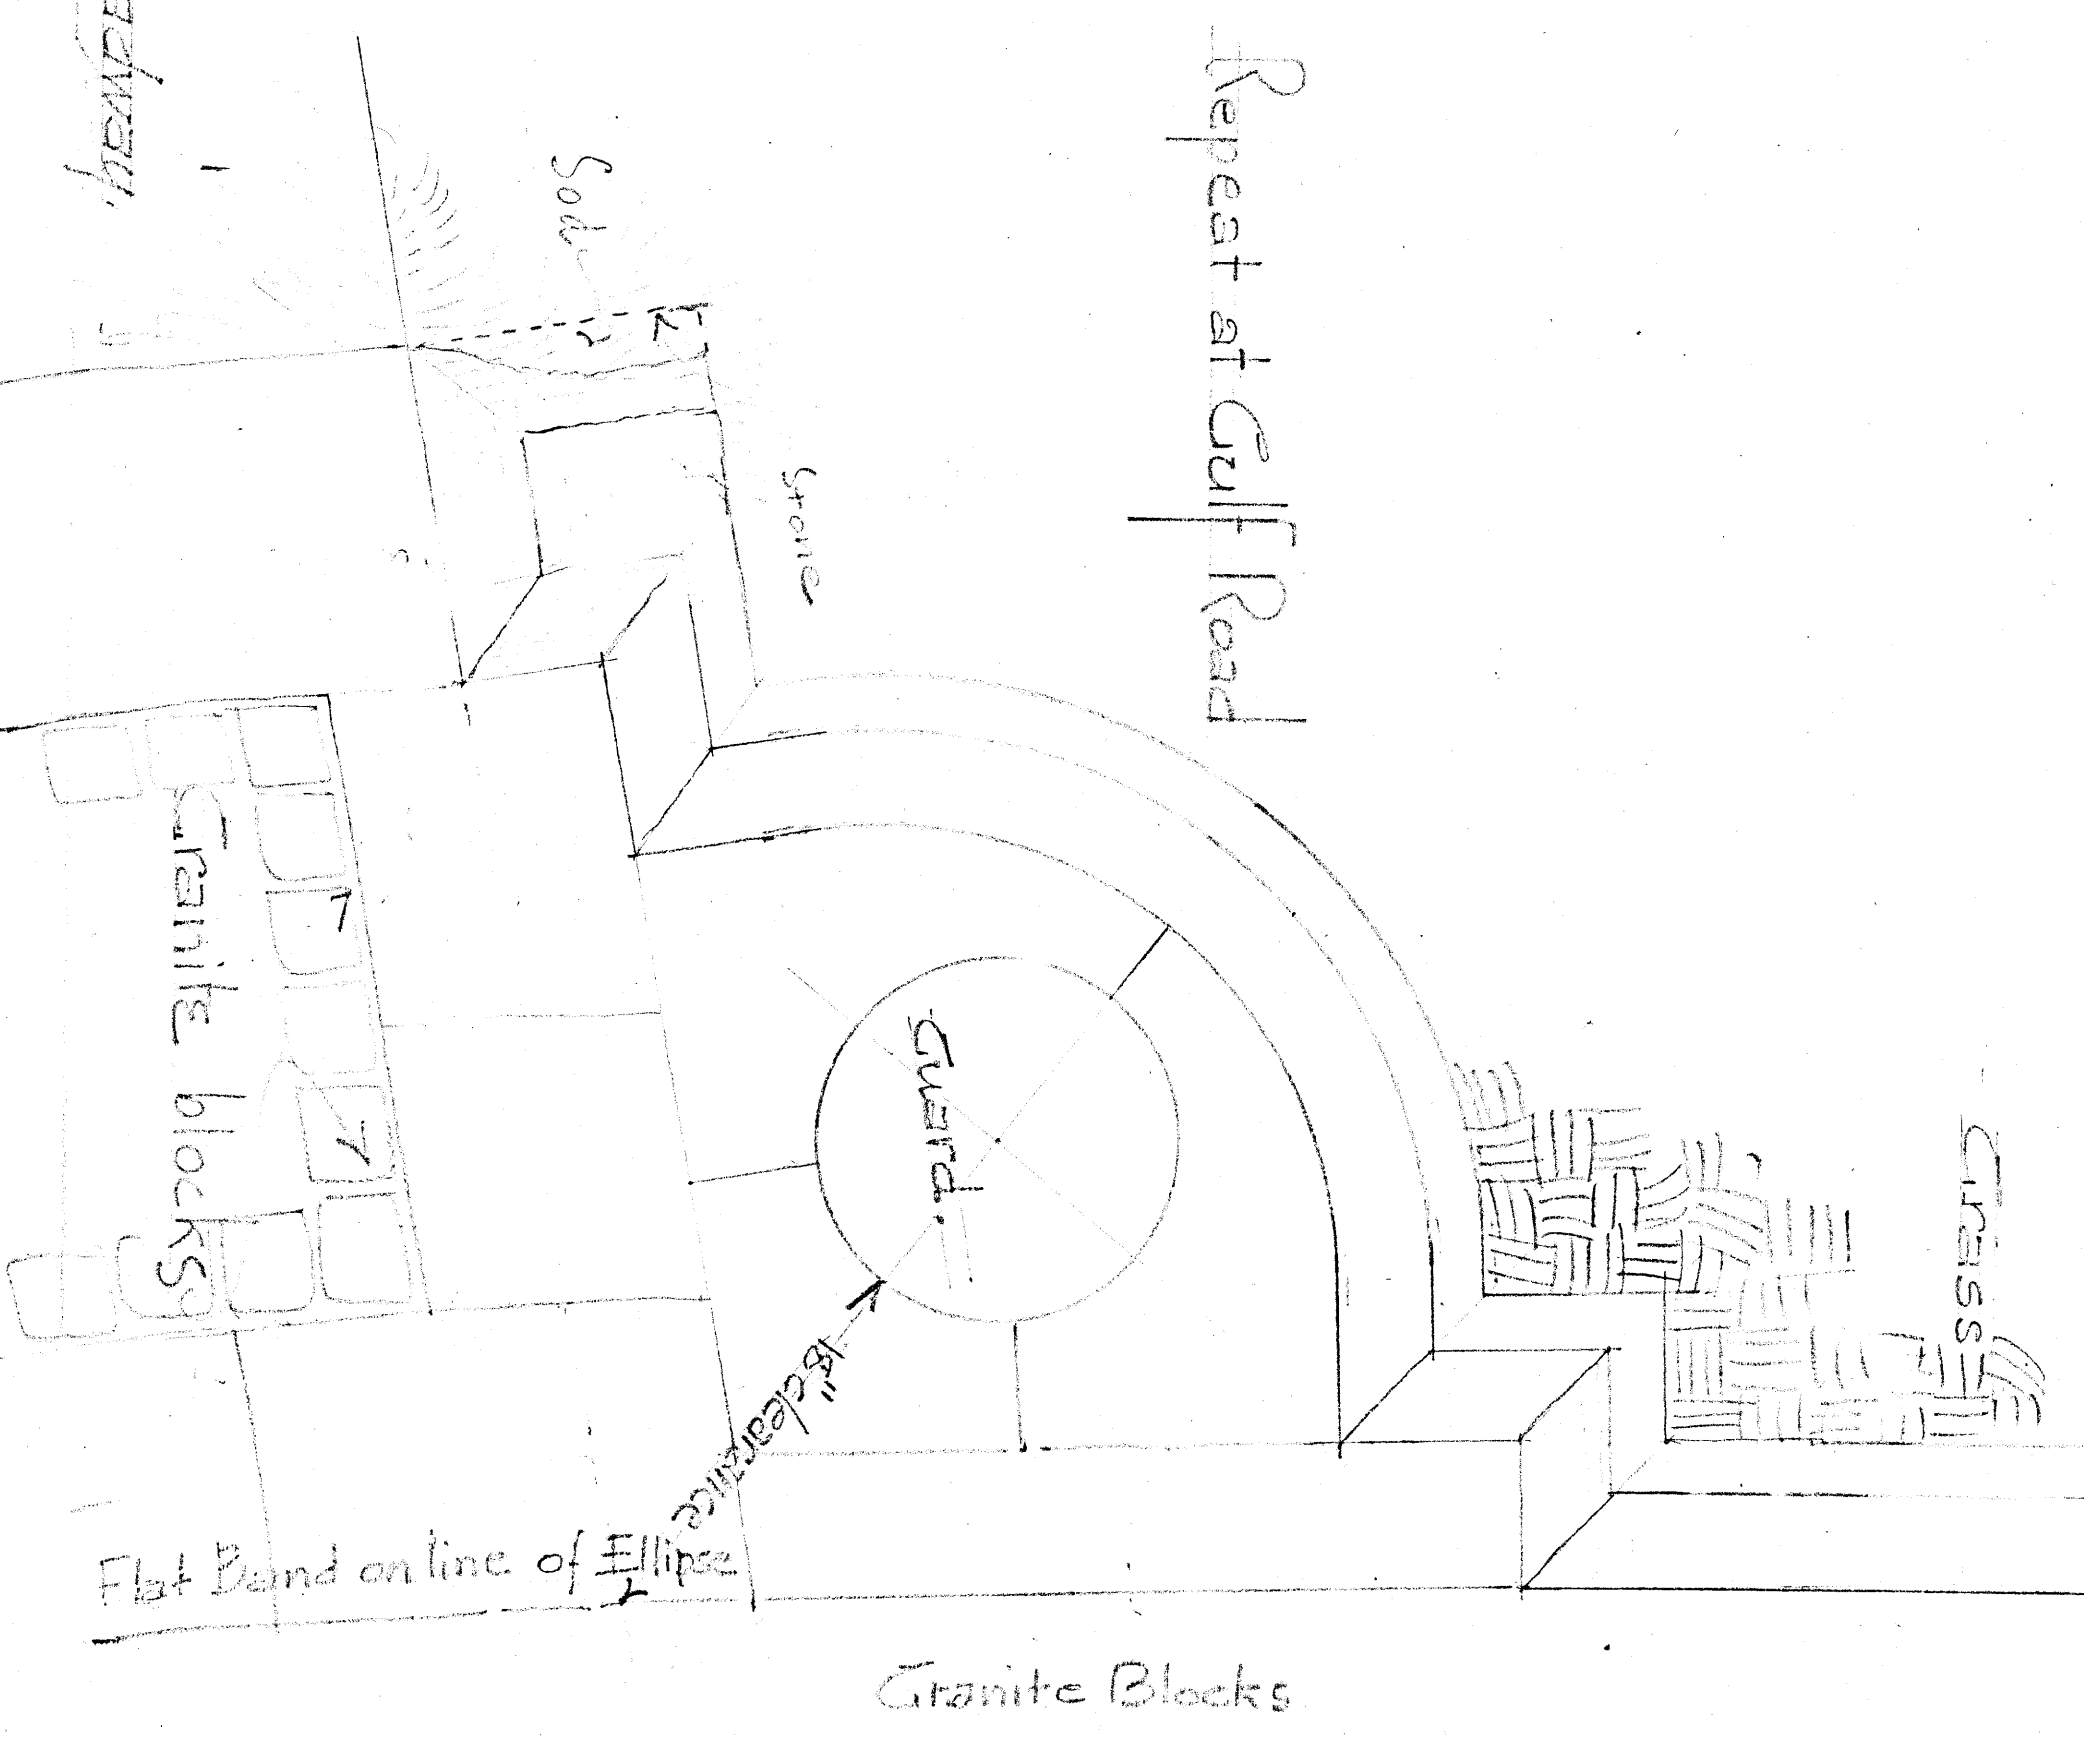 Repeat at Gulf Road
Sod
Stone
Granite blocks
Guard.
18" clearance
Grass
Flat Band on line of Ellipse
Granite Blocks